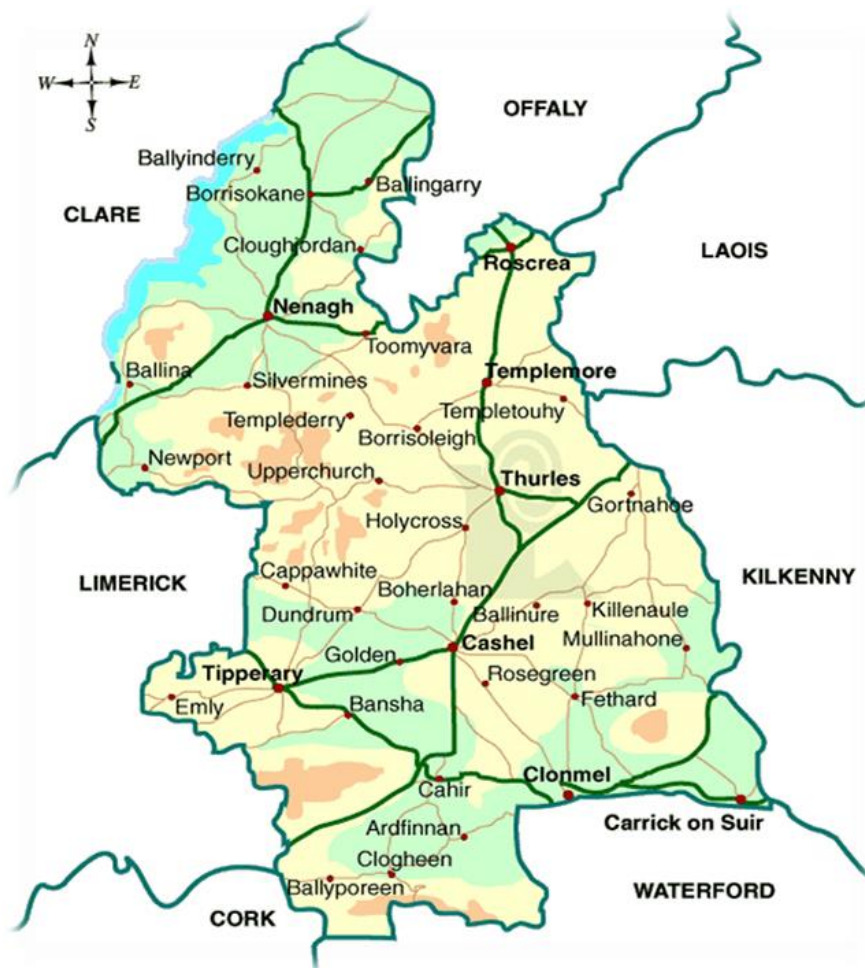 N
W E
S
OFFALY
Ballyinderry
Borrisokane
Ballingarry
CLARE
Cloughjordan
LAOIS
Roscrea
Nenagh
Toomyvara
Ballina
Silvermines
Templemore
Templederry
Templetouhy
Borrisoleigh
Newport
Upperchurch
Thurles
Gortnahoe
Holycross
LIMERICK
KILKENNY
Cappawhite
Boherlahan
Dundrum
Ballinure
Killenaule
Mullinahone
Cashel
Golden
Tipperary
Rosegreen
Emly
Bansha
Fethard
Clonmel
Cahir
Carrick on Suir
Ardfinnan
Clogheen
Ballyporeen
WATERFORD
CORK